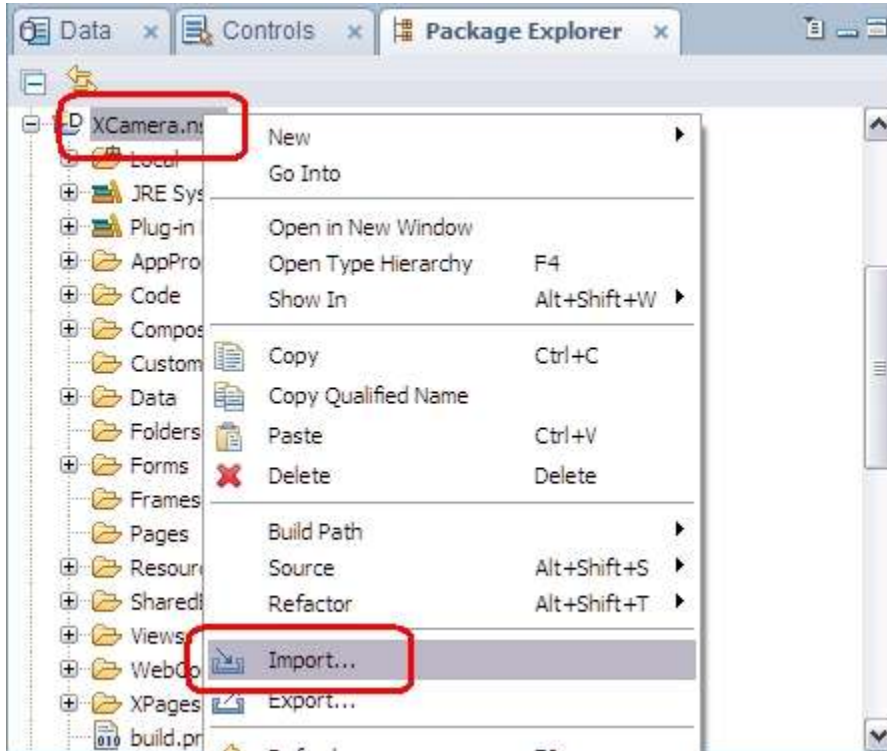 Data Controls Package Explorer
XCamera.ns
Local
JRE Sys
Plug-in
AppPro
Code
Compos
Custom
Data
Folders
Forms
Frames
Pages
Resour
Shared
Views
WebCo
XPages
010 build.pr
New
Go Into
Open in New Window
Open Type Hierarchy F4
Show In Alt+Shift+W
Copy Ctrl+C
Copy Qualified Name
Paste Ctrl+V
Delete Delete
Build Path
Source Alt+Shift+S
Refactor Alt+Shift+T
Import...
Export...